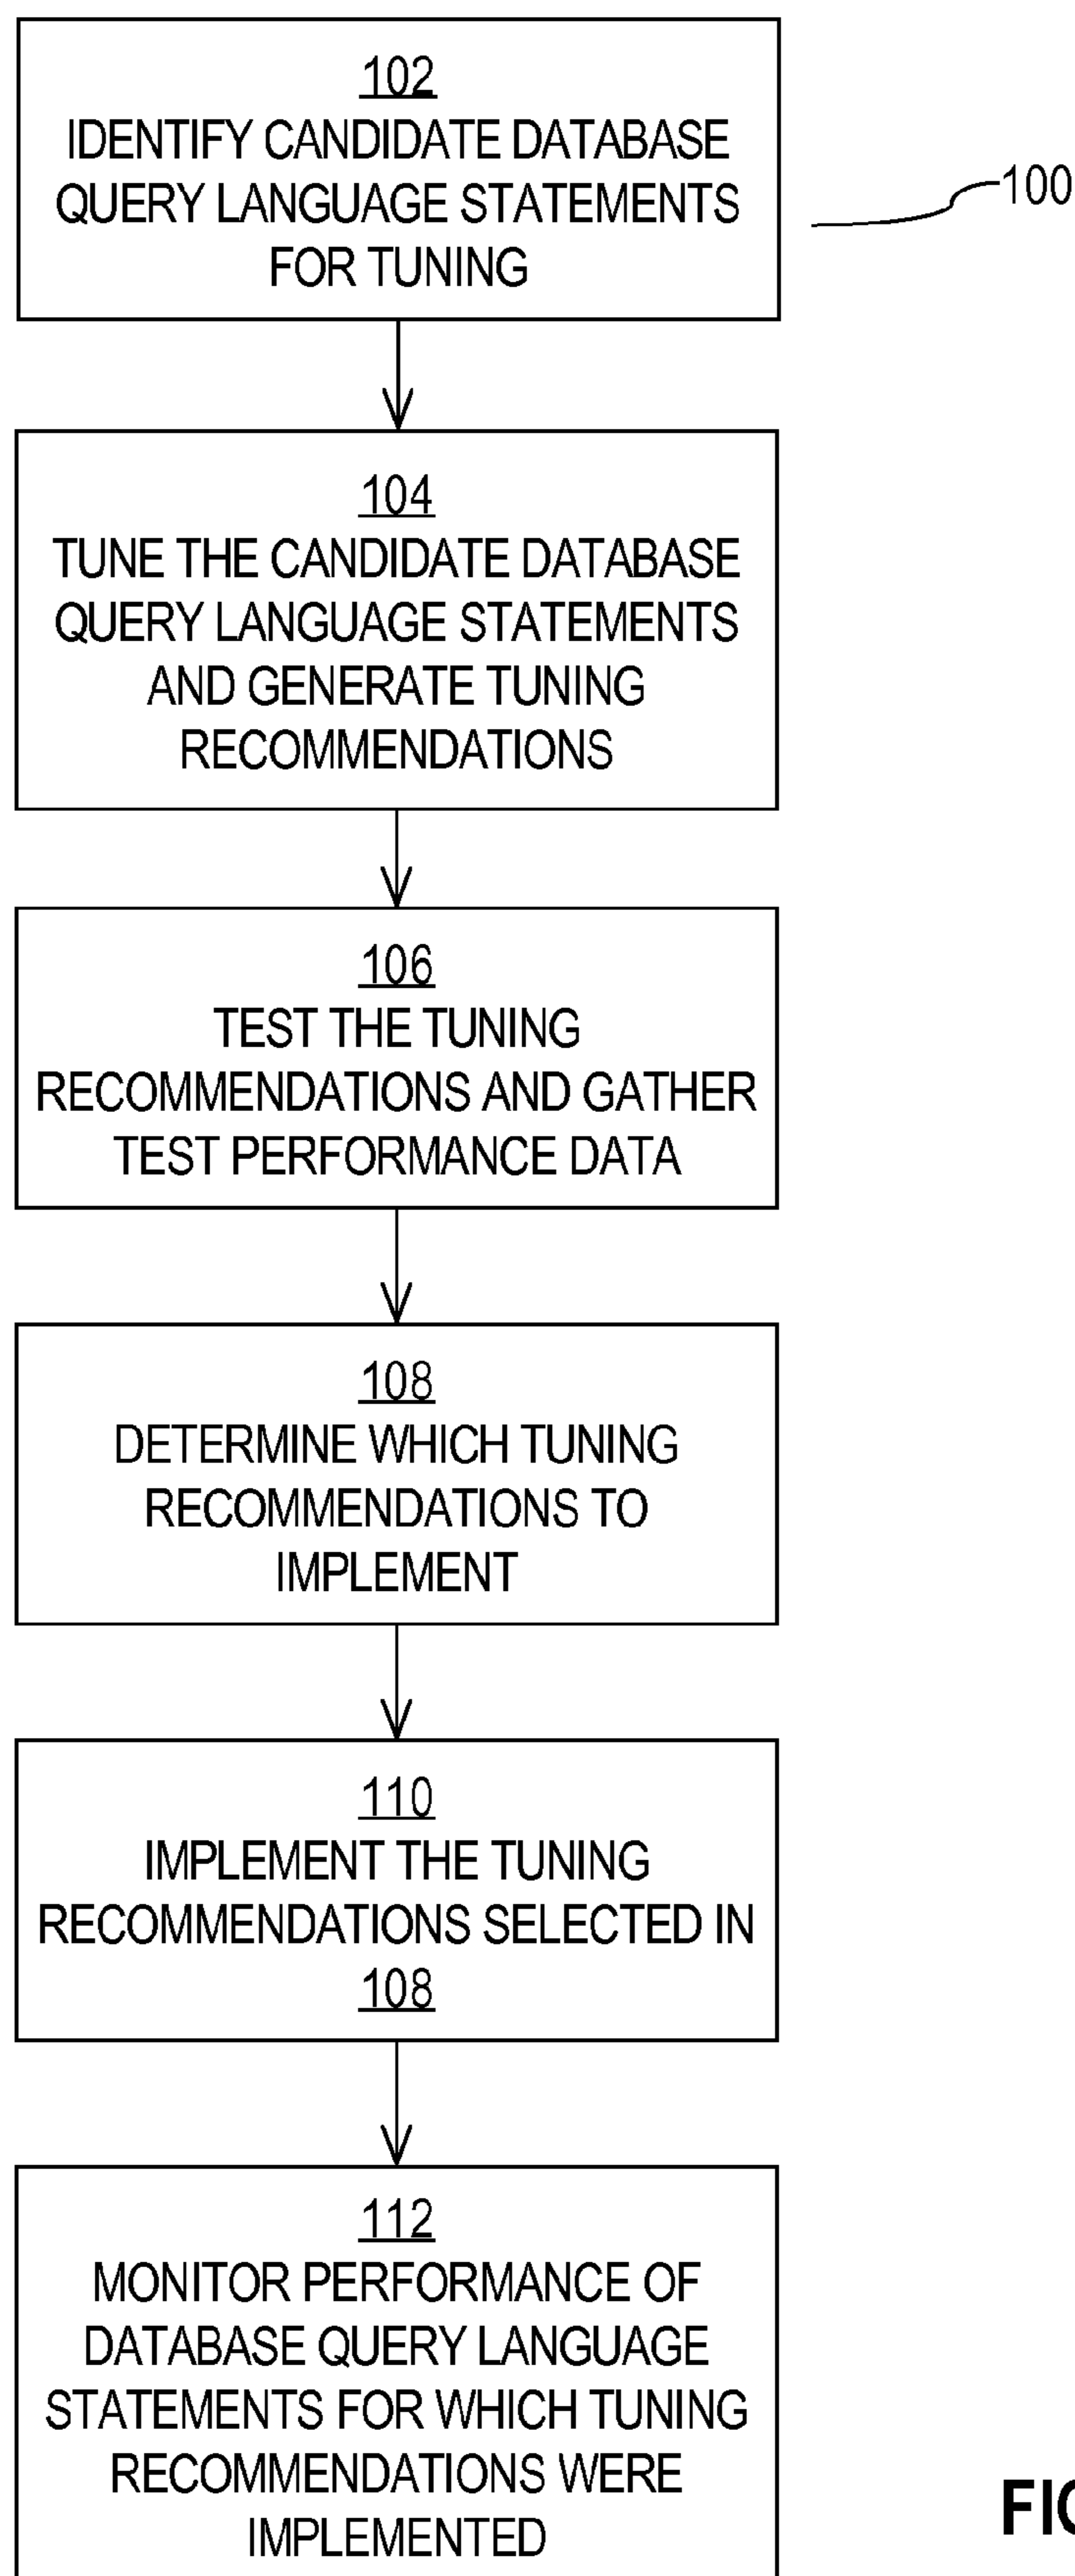 102
IDENTIFY CANDIDATE DATABASE
QUERY LANGUAGE STATEMENTS
FOR TUNING
100
104
TUNE THE CANDIDATE DATABASE
QUERY LANGUAGE STATEMENTS
AND GENERATE TUNING
RECOMMENDATIONS
106
TEST THE TUNING
RECOMMENDATIONS AND GATHER
TEST PERFORMANCE DATA
108
DETERMINE WHICH TUNING
RECOMMENDATIONS TO
IMPLEMENT
110
IMPLEMENT THE TUNING
RECOMMENDATIONS SELECTED IN
108
112
MONITOR PERFORMANCE OF
DATABASE QUERY LANGUAGE
STATEMENTS FOR WHICH TUNING
RECOMMENDATIONS WERE
IMPLEMENTED